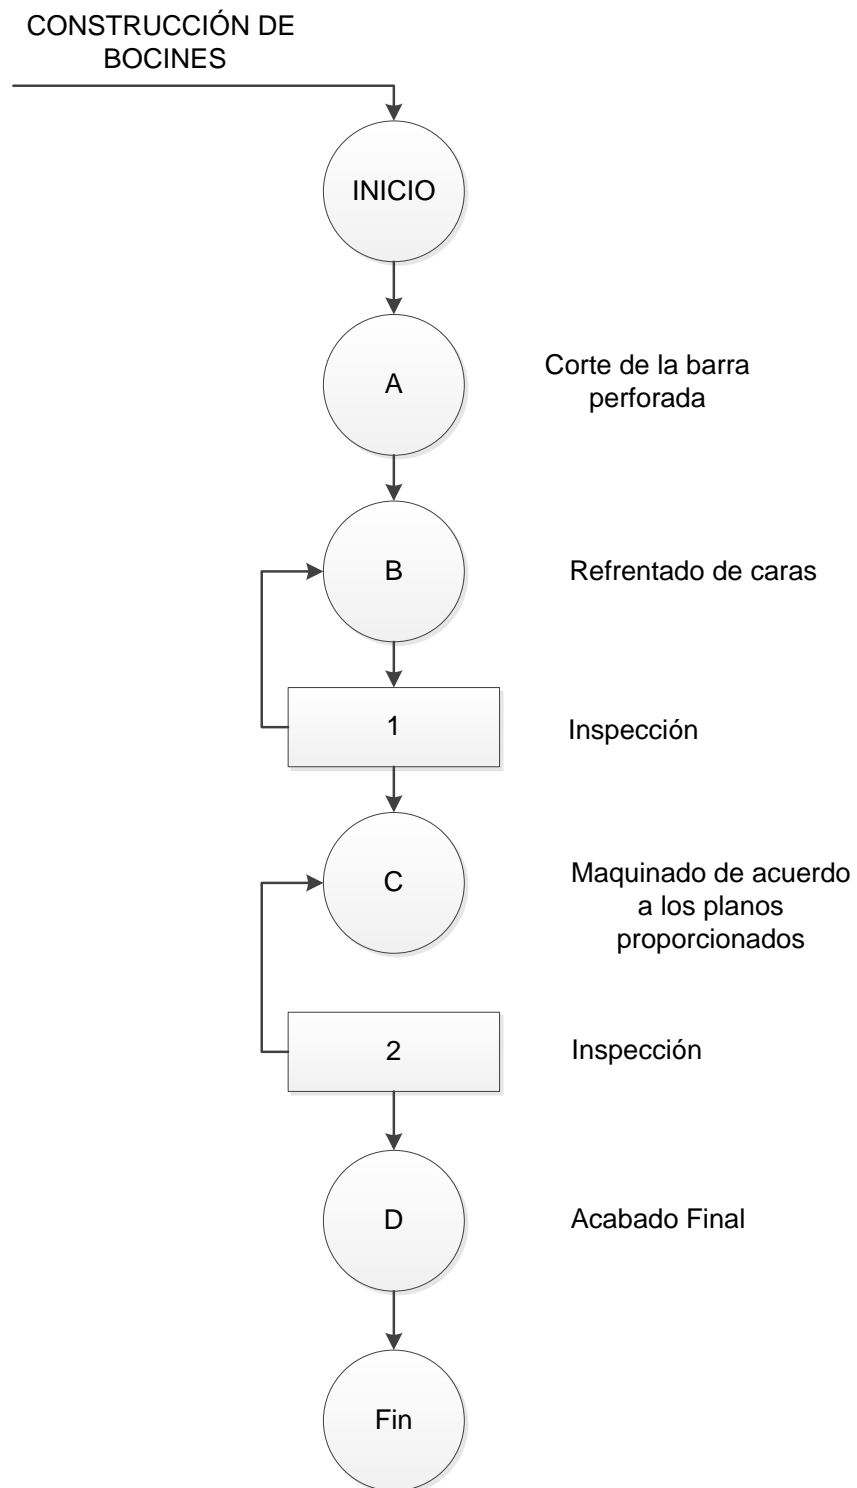 CONSTRUCCIÓN DE
BOCINES
INICIO
A
Corte de la barra
perforada
B
Refrentado de caras
1
Inspección
C
Maquinado de acuerdo
a los planos
proporcionados
2
Inspección
D
Acabado Final
Fin